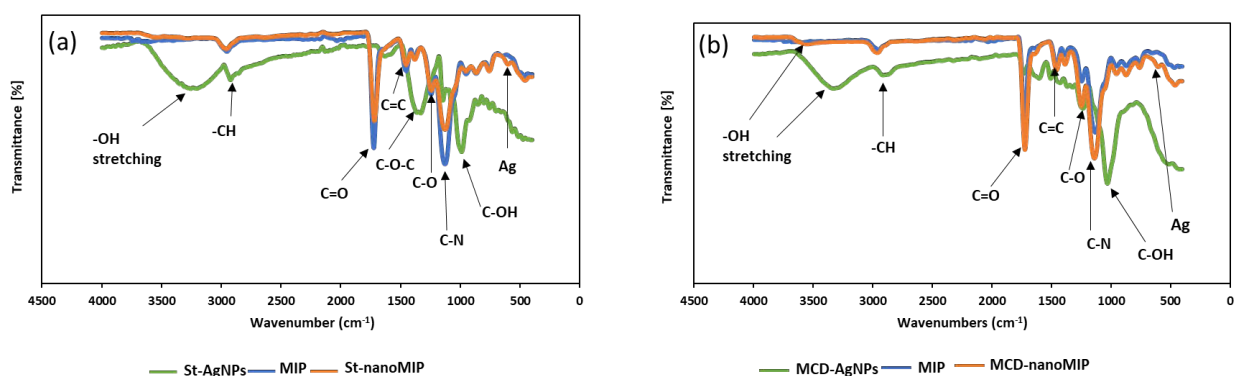 (a)
Transmittance [%]
-OH
stretching
-CH
C=O
C=C
C-O-C
C-O
C-N
C-OH
Ag
4500 4000 3500 3000 2500 2000 1500 1000 500 0
Wavenumber (cm-1)
St-AgNPs MIP St-nanoMIP
(b)
Transmittance [%]
-OH
stretching
-CH
C=O
C=C
C-O
C-N
C-OH
Ag
4500 4000 3500 3000 2500 2000 1500 1000 500 0
Wavenumbers (cm-1)
MCD-AgNPs MIP MCD-nanoMIP